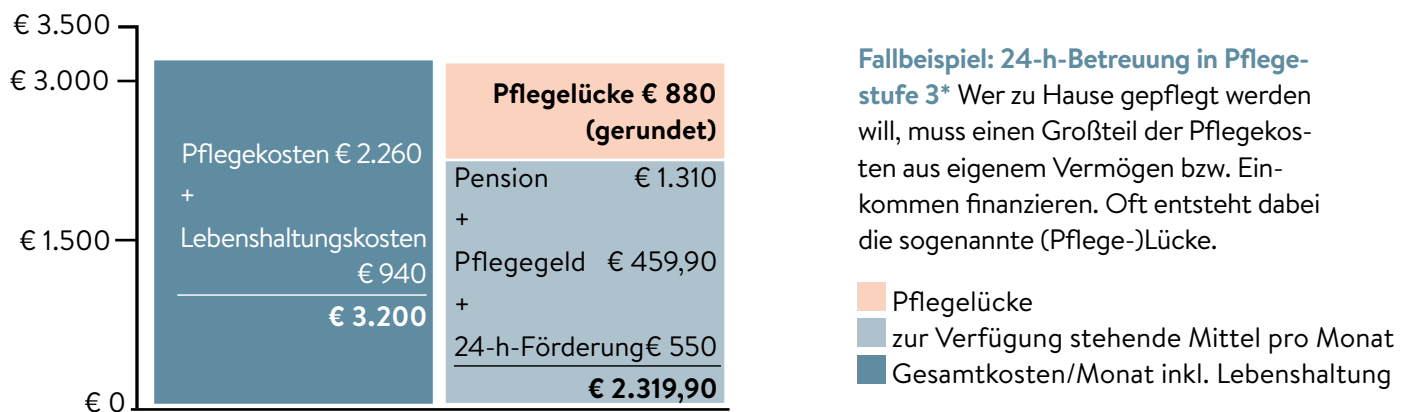 € 3.500
€ 3.000
€ 1.500
€ 0
Pflegekosten € 2.260
+
Lebenshaltungskosten
€ 940
€ 3.200
Pflegelücke € 880
(gerundet)
Pension € 1.310
+
Pflegegeld € 459,90
+
24-h-Förderung € 550
€ 2.319,90
Fallbeispiel: 24-h-Betreuung in Pflege-
stufe 3* Wer zu Hause gepflegt werden
will, muss einen Großteil der Pflegekos-
ten aus eigenem Vermögen bzw. Ein-
kommen finanzieren. Oft entsteht dabei
die sogenannte (Pflege-)Lücke.
Pflegelücke
zur Verfügung stehende Mittel pro Monat
Gesamtkosten/Monat inkl. Lebenshaltung